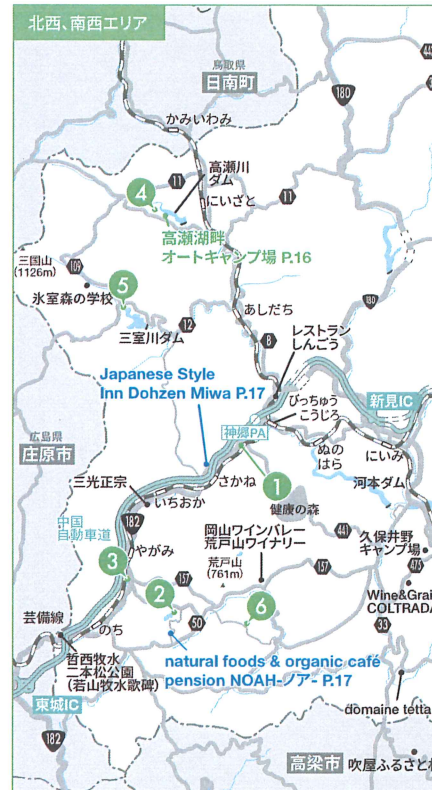 北西、南西エリア
鳥取県
日南町
180
442
かみいわみ
11
高瀬川
ダム
にいざと
11
4
高瀬湖畔
オートキャンプ場 P.16
三国山
(1126m)
109
5
氷室森の学校
三室川ダム
12
あしだち
8
180
レストラン
しんごう
Japanese Style
Inn Dohzen Miwa P.17
びっちゅう
こうじろ
新見IC
神郷PA
広島県
庄原市
ぬの
はら
にいみ
さかね
1
三光正宗
いちおか
健康の森
河本ダム
中国
自動車道
182
やがみ
岡山ワインバレー
荒戸山ワイナリー
441
久保井野
キャンプ場
3
荒戸山
(761m)
157
157
475
2
6
Wine&Grai
COLTRADA
芸備線
のち
50
33
哲西牧水
二本松公園
(若山牧水歌碑)
natural foods & organic café
pension NOAH-ノア- P.17
東城IC
domaine tetta
182
高梁市
吹屋ふるさと村